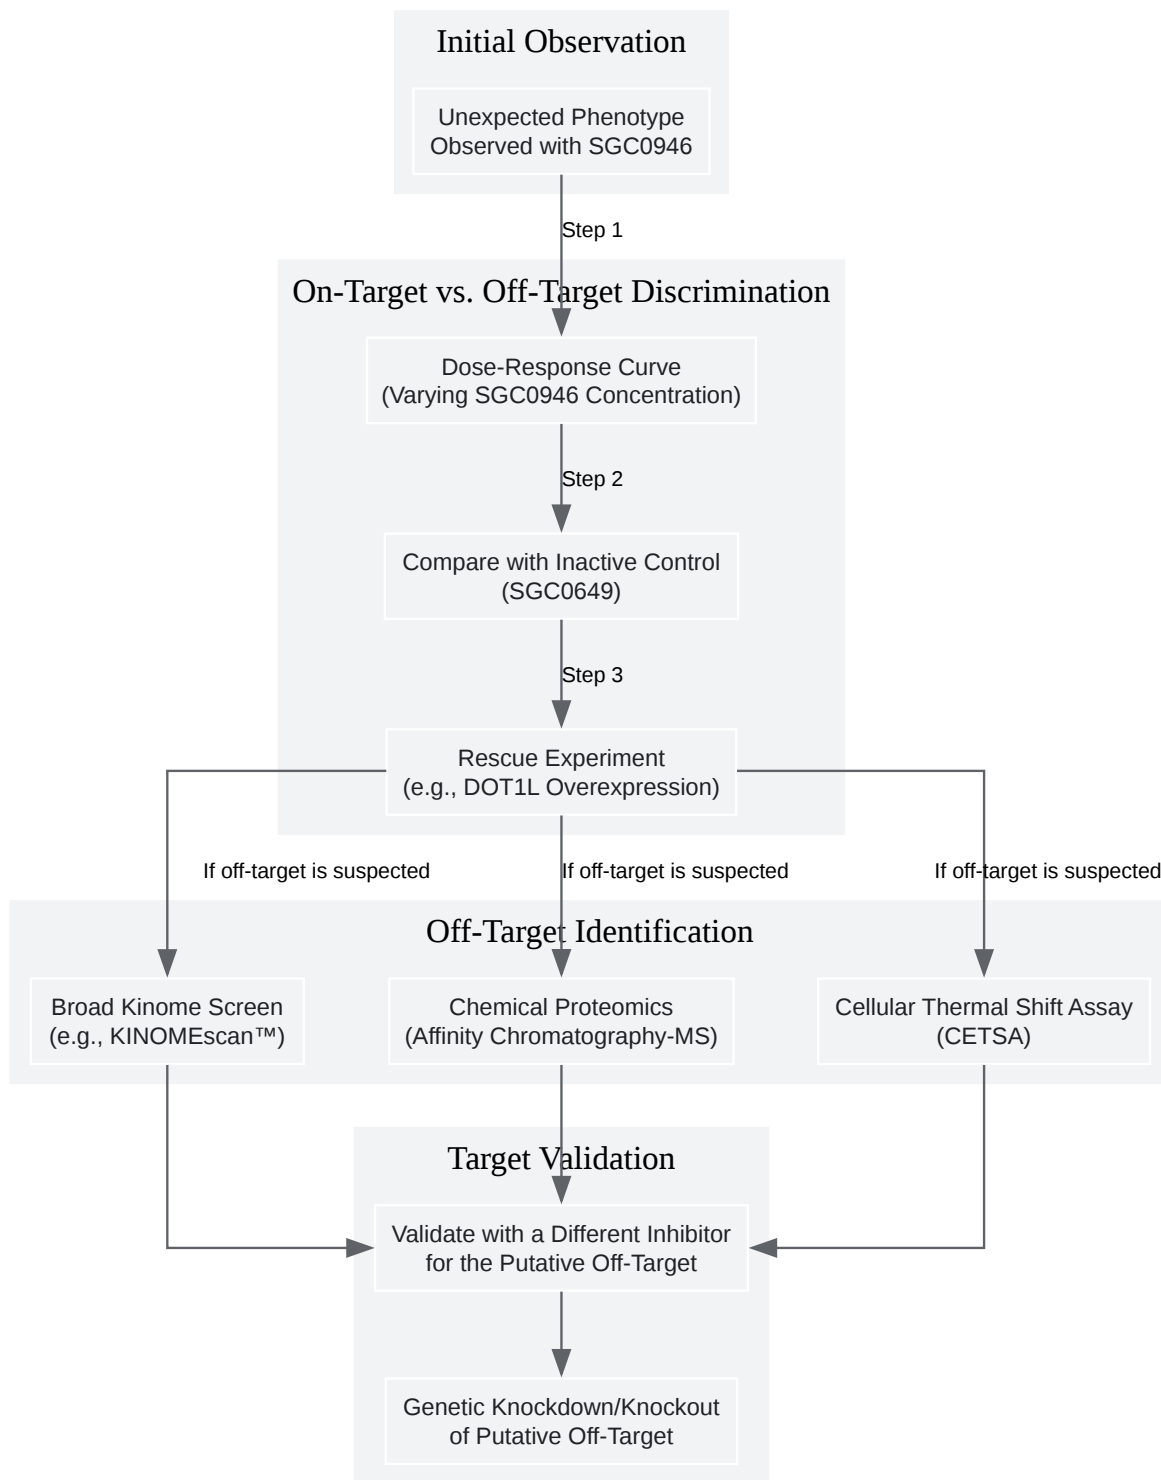 Initial Observation
Unexpected Phenotype
Observed with SGC0946
Step 1
On-Target vs. Off-Target Discrimination
Dose-Response Curve
(Varying SGC0946 Concentration)
Step 2
Compare with Inactive Control
(SGC0649)
Step 3
Rescue Experiment
(e.g., DOT1L Overexpression)
If off-target is suspected
If off-target is suspected
If off-target is suspected
Off-Target Identification
Broad Kinome Screen
(e.g., KINOMEscan™)
Chemical Proteomics
(Affinity Chromatography-MS)
Cellular Thermal Shift Assay
(CETSA)
Target Validation
Validate with a Different Inhibitor
for the Putative Off-Target
Genetic Knockdown/Knockout
of Putative Off-Target